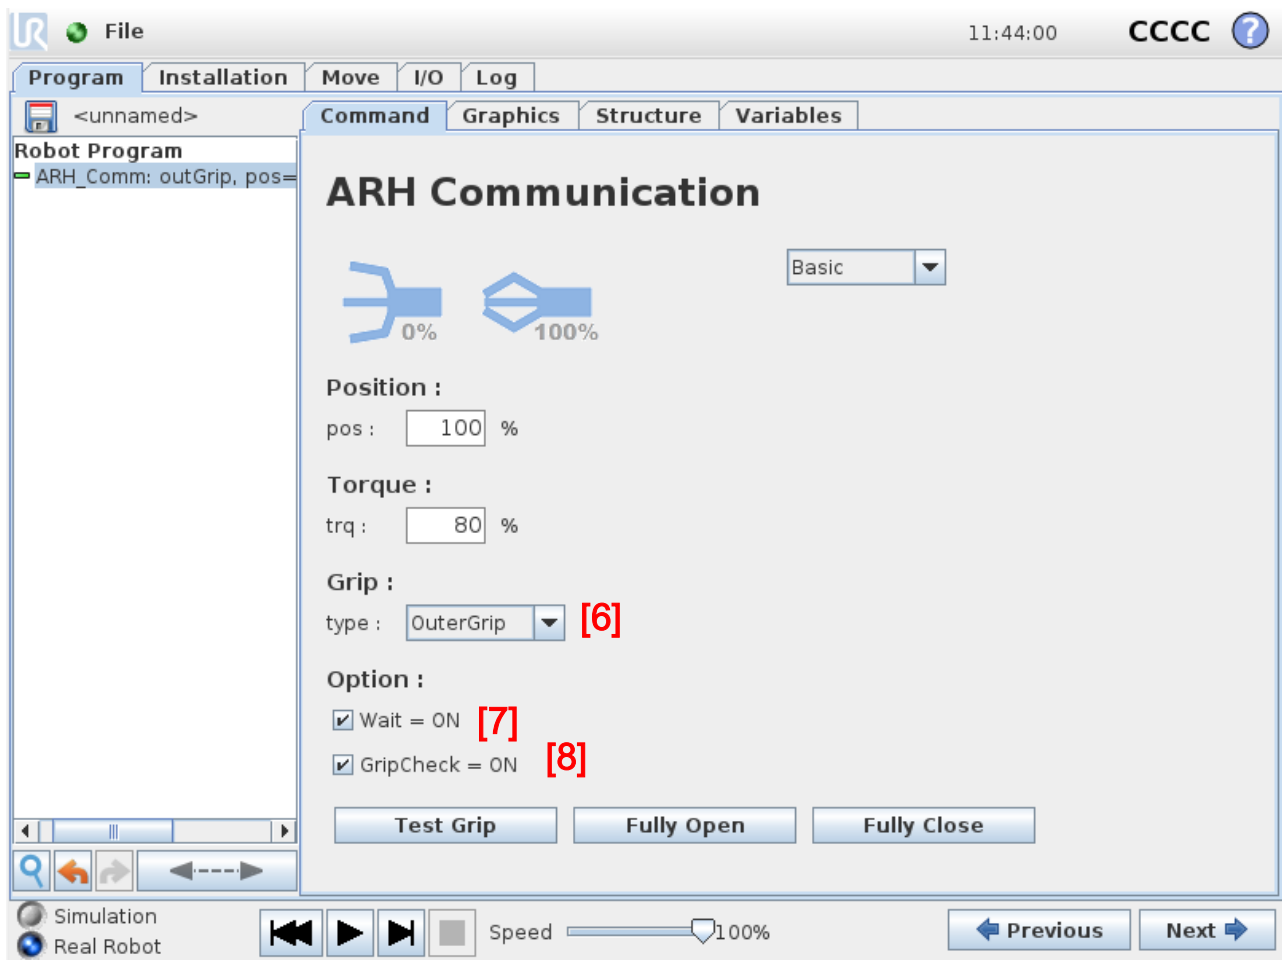 UR File 11:44:00 CCCC ?
Program Installation Move I/O Log
<unnamed> Command Graphics Structure Variables
Robot Program
ARH_Comm: outGrip, pos=
ARH Communication
Basic
0% 100%
Position :
pos : 100 %
Torque :
trq : 80 %
Grip :
type : OuterGrip [6]
Option :
Wait = ON [7]
GripCheck = ON [8]
Test Grip Fully Open Fully Close
Simulation
Real Robot
Speed 100% Previous Next